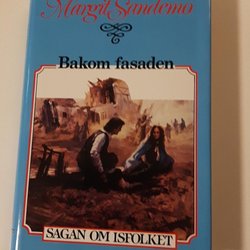 Margit Sandemo
Bakom fasaden
SAGAN OM ISFOLKET